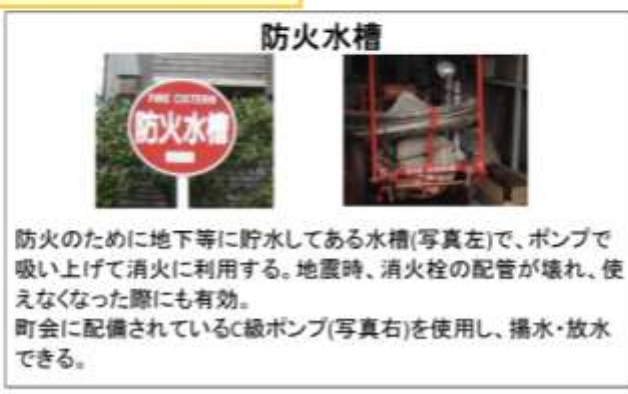 防火水槽
FIRE CISTERN
防火水槽
防火のために地下等に貯水してある水槽(写真左)で、ポンプで
吸い上げて消火に利用する。地震時、消火栓の配管が壊れ、使
えなくなった際にも有効。
町会に配備されているC級ポンプ(写真右)を使用し、揚水・放水
できる。